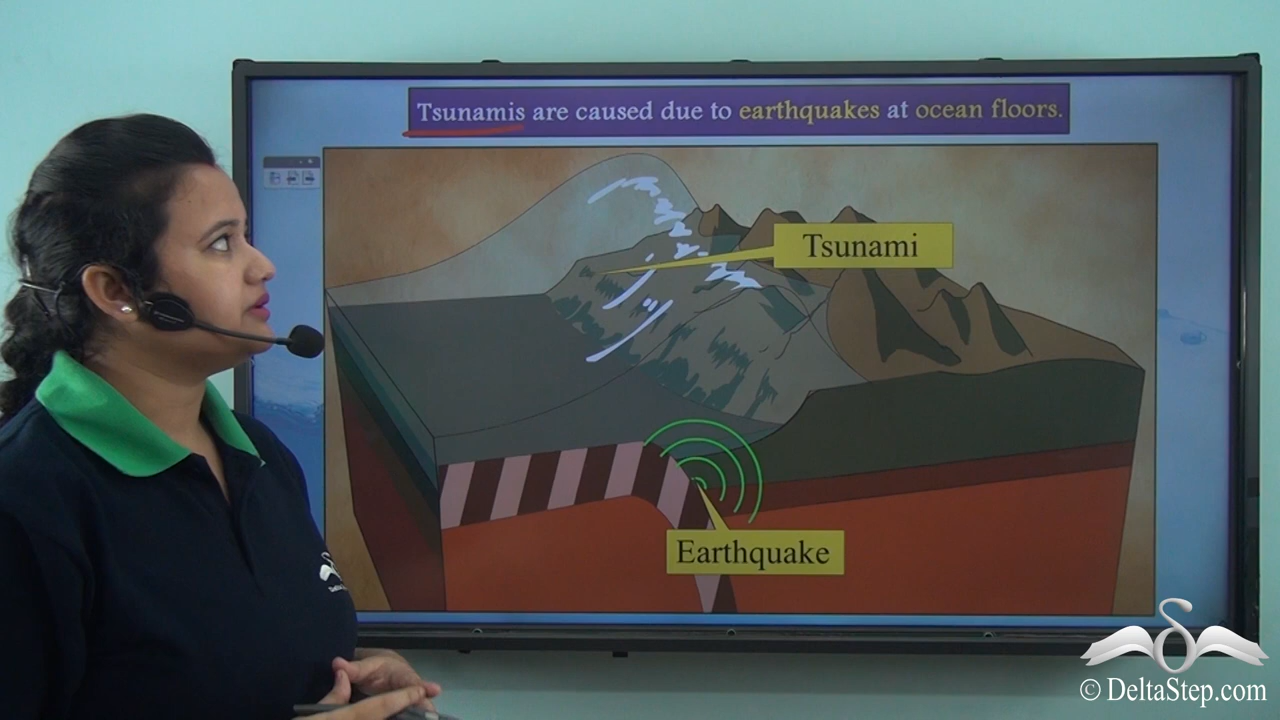 Tsunamis are caused due to earthquakes at ocean floors.
Tsunami
Earthquake
© DeltaStep.com